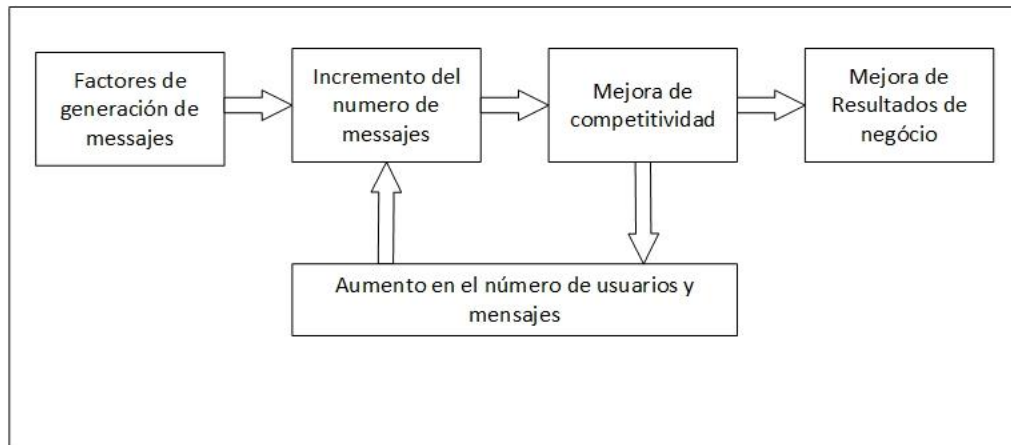 Factores de
generación de
messajes
Incremento del
numero de
messajes
Mejora de
competitividad
Mejora de
Resultados de
negócio
Aumento en el número de usuarios y
mensajes